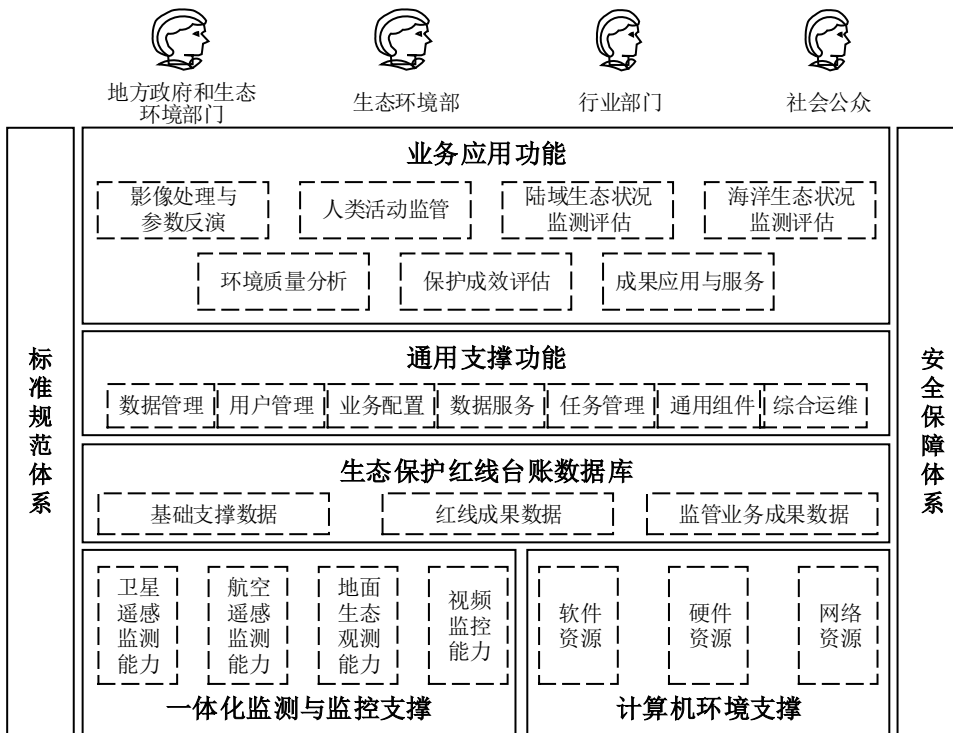 地方政府和生态
环境部门
生态环境部
行业部门
社会公众
标准规范体系
业务应用功能
影像处理与
参数反演
人类活动监管
陆域生态状况
监测评估
海洋生态状况
监测评估
环境质量分析
保护成效评估
成果应用与服务
通用支撑功能
数据管理
用户管理
业务配置
数据服务
任务管理
通用组件
综合运维
生态保护红线台账数据库
基础支撑数据
红线成果数据
监管业务成果数据
卫星
遥感
监测
能力
航空
遥感
监测
能力
地面
生态
观测
能力
视频
监控
能力
一体化监测与监控支撑
软件
资源
硬件
资源
网络
资源
计算机环境支撑
安全保障体系